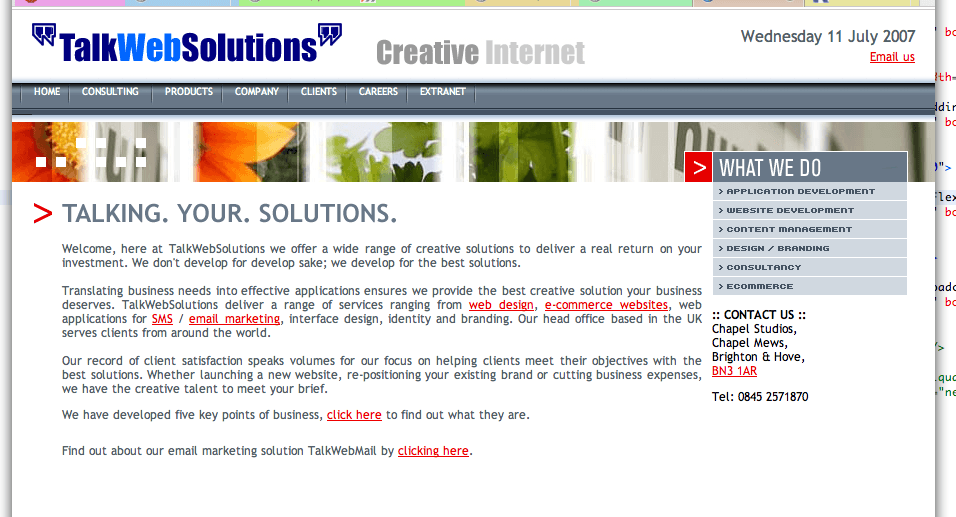 TalkWebSolutions
Creative Internet
Wednesday 11 July 2007
Email us
HOME CONSULTING PRODUCTS COMPANY CLIENTS CAREERS EXTRANET
> WHAT WE DO
> APPLICATION DEVELOPMENT
> WEBSITE DEVELOPMENT
> CONTENT MANAGEMENT
> DESIGN / BRANDING
> CONSULTANCY
> ECOMMERCE
> TALKING. YOUR. SOLUTIONS.
Welcome, here at TalkWebSolutions we offer a wide range of creative solutions to deliver a real return on your
investment. We don't develop for develop sake; we develop for the best solutions.
Translating business needs into effective applications ensures we provide the best creative solution your business
deserves. TalkWebSolutions deliver a range of services ranging from web design, e-commerce websites, web
applications for SMS / email marketing, interface design, identity and branding. Our head office based in the UK
serves clients from around the world.
Our record of client satisfaction speaks volumes for our focus on helping clients meet their objectives with the
best solutions. Whether launching a new website, re-positioning your existing brand or cutting business expenses,
we have the creative talent to meet your brief.
We have developed five key points of business, click here to find out what they are.
Find out about our email marketing solution TalkWebMail by clicking here.
:: CONTACT US ::
Chapel Studios,
Chapel Mews,
Brighton & Hove,
BN3 1AR
Tel: 0845 2571870